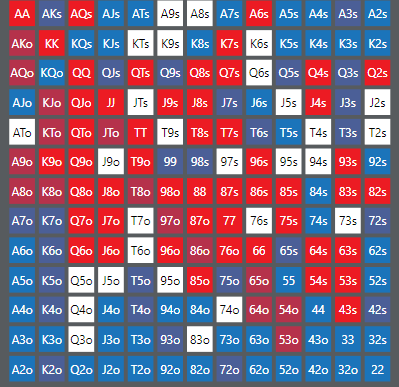 AA AKs AQs AJs ATs A9s A8s A7s A6s A5s A4s A3s A2s
AKo KK KQs KJs KTs K9s K8s K7s K6s K5s K4s K3s K2s
AQo KQo QQ QJs QTs Q9s Q8s Q7s Q6s Q5s Q4s Q3s Q2s
AJo KJo QJo JJ JTs J9s J8s J7s J6s J5s J4s J3s J2s
ATo KTo QTo JTo TT T9s T8s T7s T6s T5s T4s T3s T2s
A9o K9o Q9o J9o T9o 99 98s 97s 96s 95s 94s 93s 92s
A8o K8o Q8o J8o T8o 98o 88 87s 86s 85s 84s 83s 82s
A7o K7o Q7o J7o T7o 97o 87o 77 76s 75s 74s 73s 72s
A6o K6o Q6o J6o T6o 96o 86o 76o 66 65s 64s 63s 62s
A5o K5o Q5o J5o T5o 95o 85o 75o 65o 55 54s 53s 52s
A4o K4o Q4o J4o T4o 94o 84o 74o 64o 54o 44 43s 42s
A3o K3o Q3o J3o T3o 93o 83o 73o 63o 53o 43o 33 32s
A2o K2o Q2o J2o T2o 92o 82o 72o 62o 52o 42o 32o 22